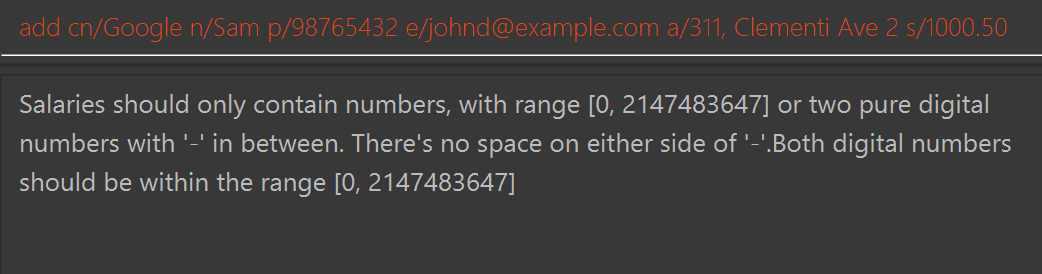 add cn/Google n/Sam p/98765432 e/johnd@example.com a/311, Clementi Ave 2 s/1000.50
Salaries should only contain numbers, with range [0, 2147483647] or two pure digital
numbers with '-' in between. There's no space on either side of '-'.Both digital numbers
should be within the range [0, 2147483647]